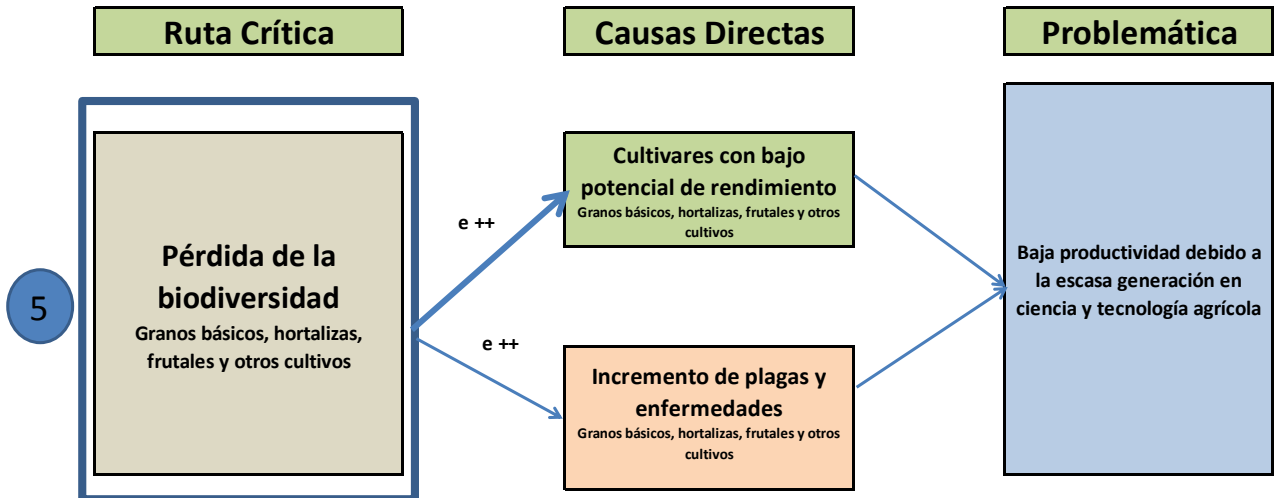 Ruta Crítica
Causas Directas
Problemática
5
Pérdida de la
biodiversidad
Granos básicos, hortalizas,
frutales y otros cultivos
e ++
e ++
Cultivares con bajo
potencial de rendimiento
Granos básicos, hortalizas, frutales y otros
cultivos
Incremento de plagas y
enfermedades
Granos básicos, hortalizas, frutales y otros
cultivos
Baja productividad debido a
la escasa generación en
ciencia y tecnología agrícola